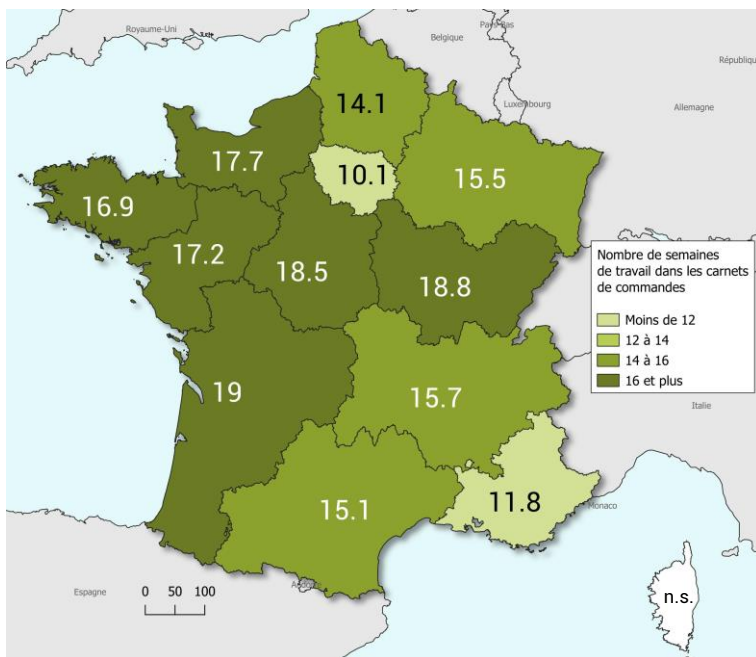 Royaume-Uni
Pays-Bas
Belgique
République
Luxembourg
Allemagne
14.1
17.7
10.1
15.5
16.9
17.2
18.5
18.8
Nombre de semaines
de travail dans les carnets
de commandes
Moins de 12
12 à 14
14 à 16
16 et plus
19
15.7
Italie
11.8
15.1
Monaco
Espagne
0 50 100
n.s.